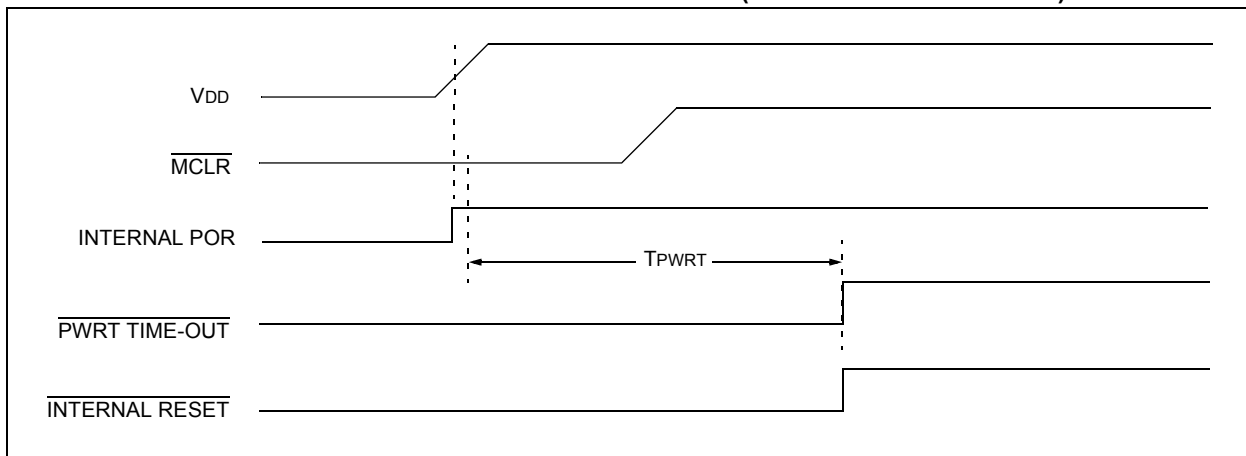 VDD
MCLR
INTERNAL POR
TPWRT
PWRT TIME-OUT
INTERNAL RESET